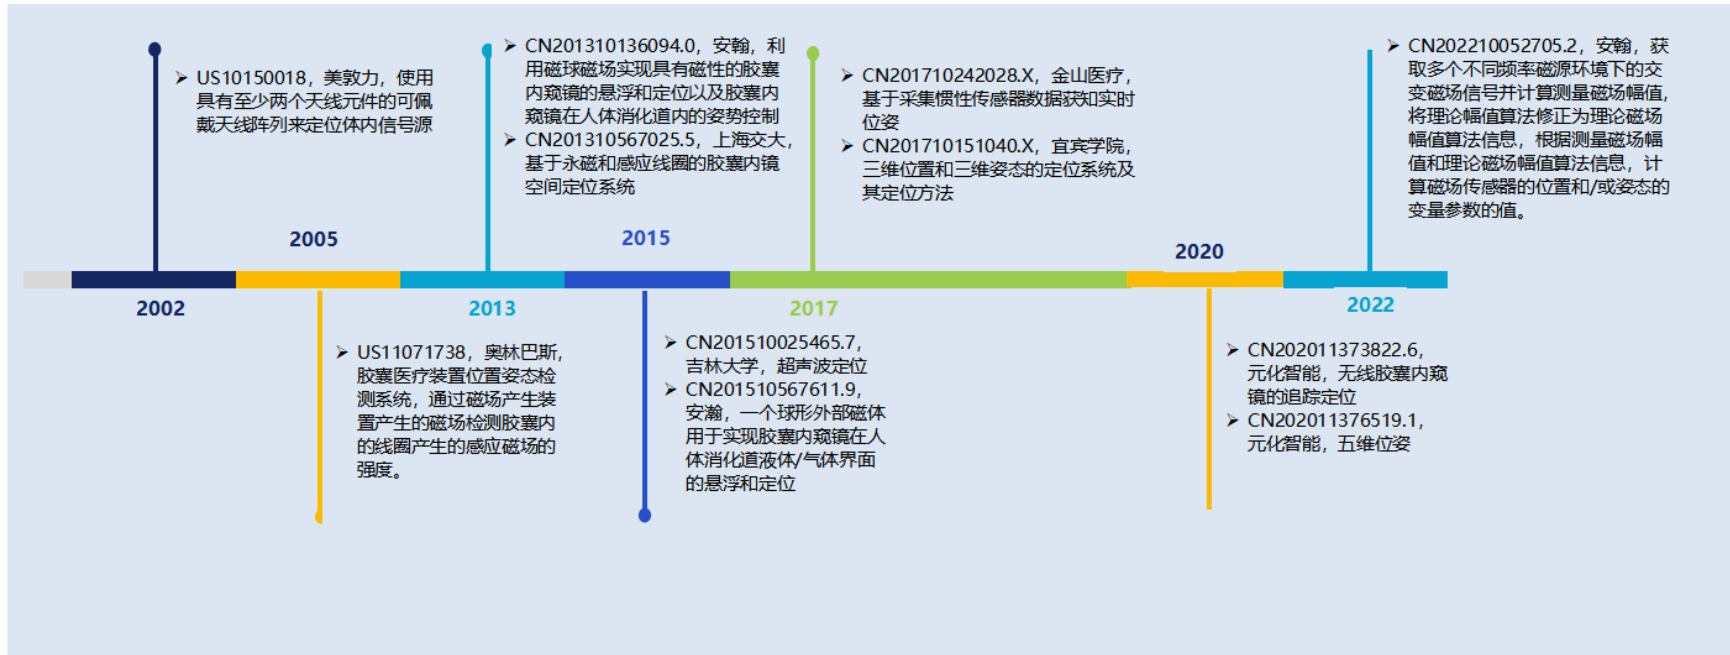 ➢ US10150018，美敦力，使用
具有至少两个天线元件的可佩
戴天线阵列来定位体内信号源
➢ CN201310136094.0，安翰，利
用磁球磁场实现具有磁性的胶囊
内窥镜的悬浮和定位以及胶囊内
窥镜在人体消化道内的姿势控制
➢ CN201310567025.5，上海交大，
基于永磁和感应线圈的胶囊内镜
空间定位系统
➢ CN201710242028.X，金山医疗，
基于采集惯性传感器数据获知实时
位姿
➢ CN201710151040.X，宜宾学院，
三维位置和三维姿态的定位系统及
其定位方法
➢ CN202210052705.2，安翰，获
取多个不同频率磁源环境下的交
变磁场信号并计算测量磁场幅值，
将理论幅值算法修正为理论磁场
幅值算法信息，根据测量磁场幅
值和理论磁场幅值算法信息，计
算磁场传感器的位置和/或姿态的
变量参数的值。
2005
2015
2020
2002
2013
2017
2022
➢ US11071738，奥林巴斯，
胶囊医疗装置位置姿态检
测系统，通过磁场产生装
置产生的磁场检测胶囊内
的线圈产生的感应磁场的
强度。
➢ CN201510025465.7，
吉林大学，超声波定位
➢ CN201510567611.9，
安瀚，一个球形外部磁体
用于实现胶囊内窥镜在人
体消化道液体/气体界面
的悬浮和定位
➢ CN202011373822.6，
元化智能，无线胶囊内窥
镜的追踪定位
➢ CN202011376519.1，
元化智能，五维位姿